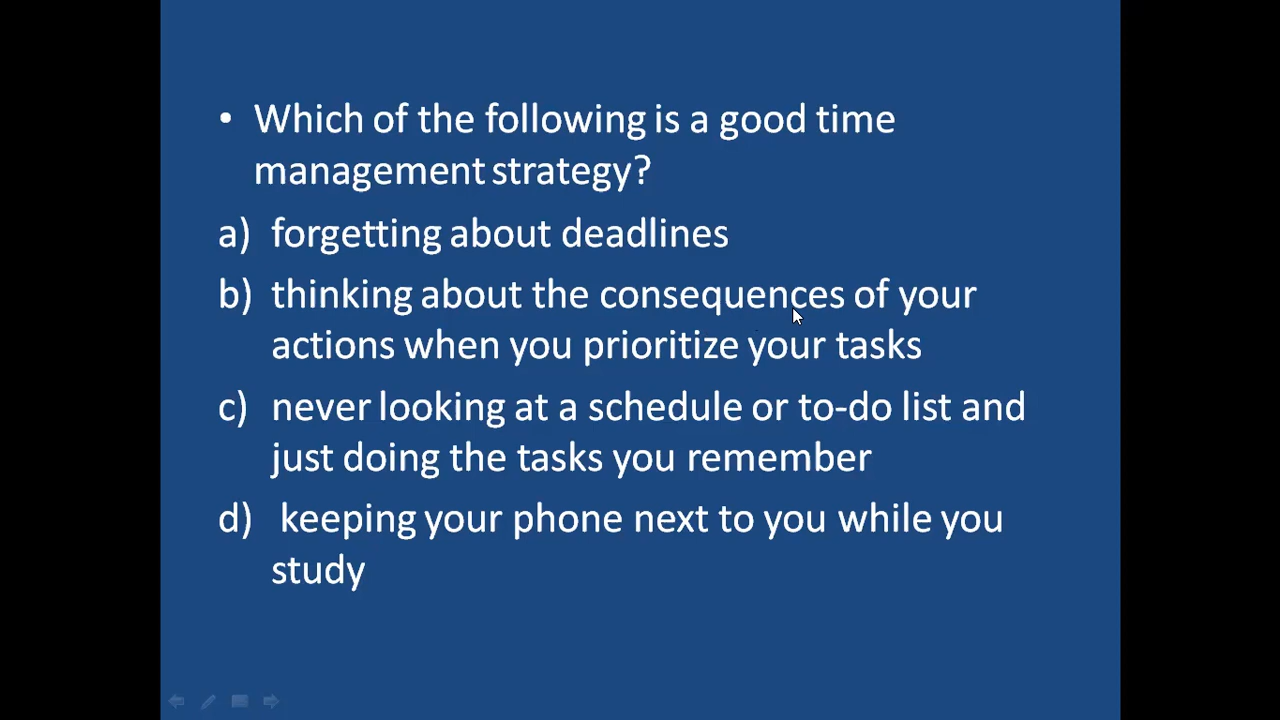 • Which of the following is a good time
management strategy?
a) forgetting about deadlines
b) thinking about the consequences of your
actions when you prioritize your tasks
c) never looking at a schedule or to-do list and
just doing the tasks you remember
d) keeping your phone next to you while you
study